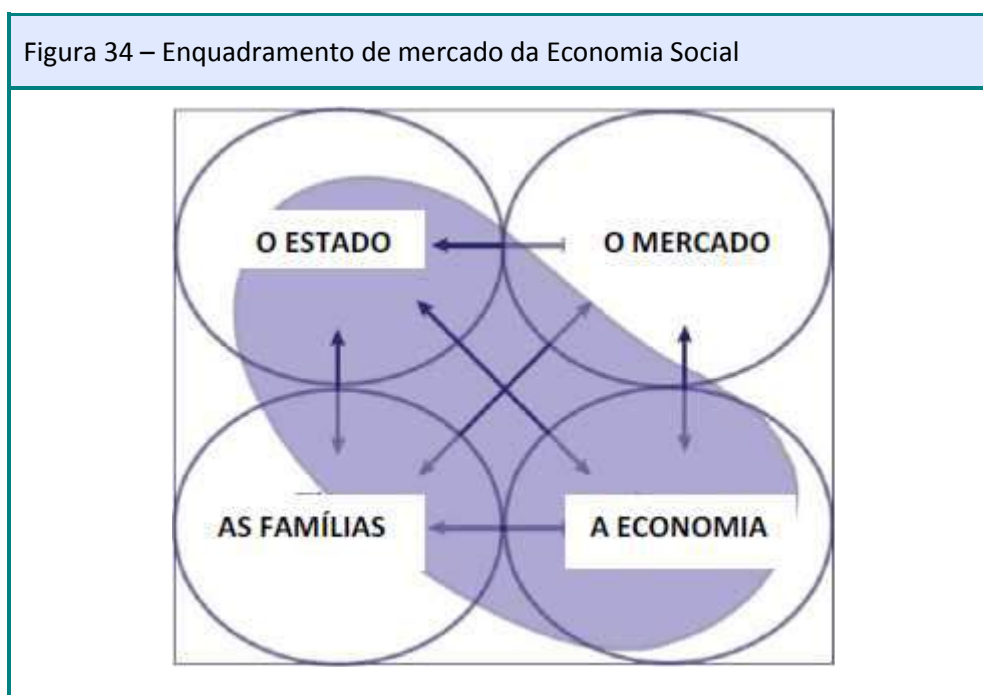 Figura 34 – Enquadramento de mercado da Economia Social
O ESTADO
O MERCADO
AS FAMÍLIAS
A ECONOMIA